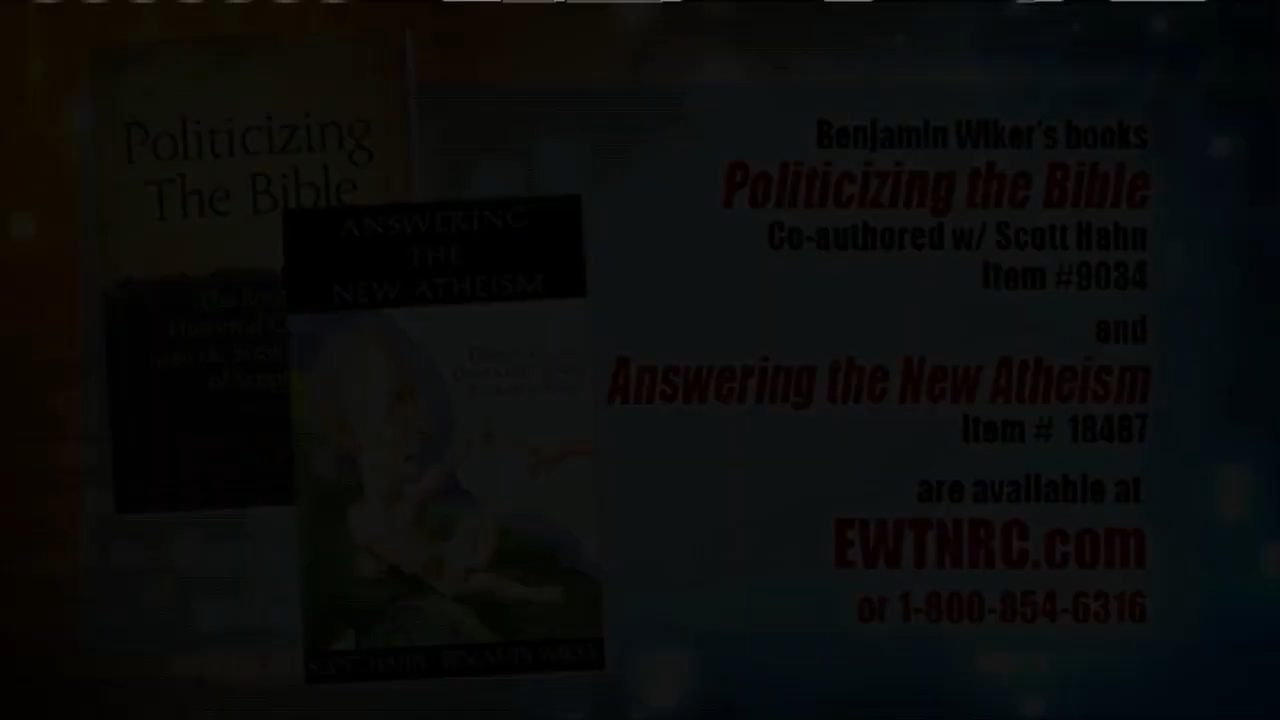 Politicizing
The Bible
ANSWERING
THE
NEW ATHEISM
Benjamin Wiker's books
Politicizing the Bible
Co-authored w/ Scott Hahn
Item #9034
and
Answering the New Atheism
Item # 18487
are available at
EWTNRC.com
or 1-800-854-6316